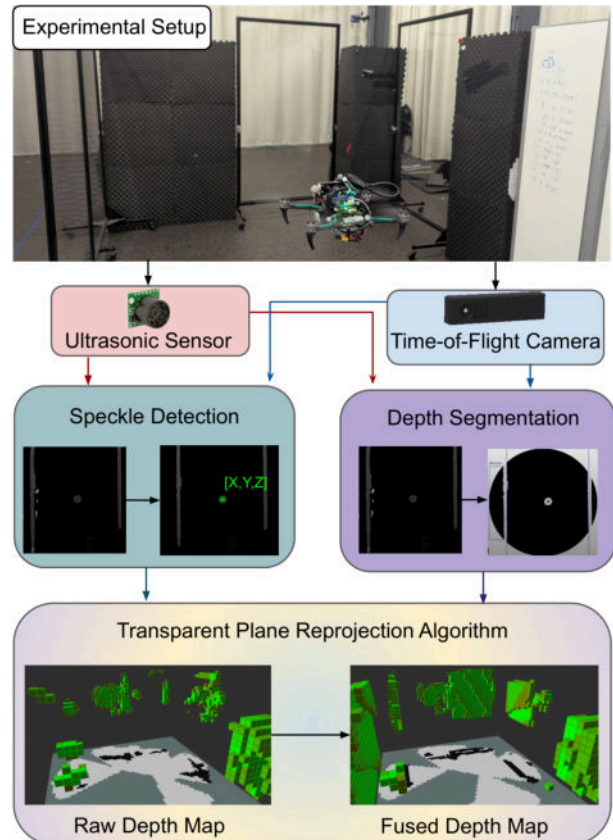 Experimental Setup
Ultrasonic Sensor
Time-of-Flight Camera
Speckle Detection
Depth Segmentation
[X,Y,Z]
Transparent Plane Reprojection Algorithm
Raw Depth Map
Fused Depth Map